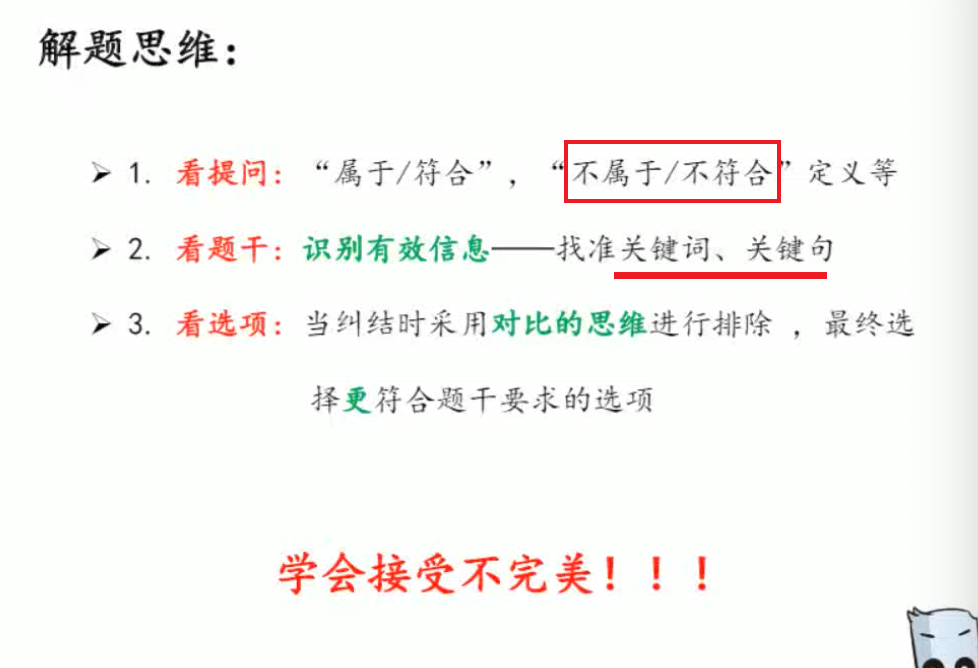 解题思维：
➢ 1. 看提问：“属于/符合”，“不属于/不符合”定义等
➢ 2. 看题干：识别有效信息——找准关键词、关键句
➢ 3. 看选项：当纠结时采用对比的思维进行排除 ，最终选
择更符合题干要求的选项
学会接受不完美！！！